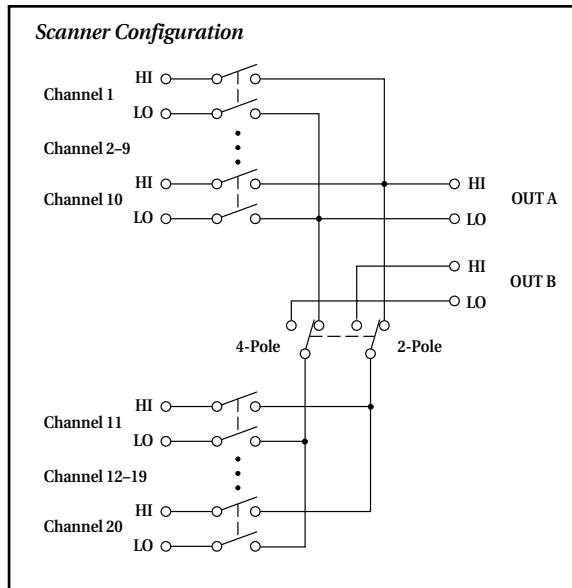 Scanner Configuration
HI
Channel 1
LO
Channel 2–9
HI
Channel 10
LO
HI
OUT A
LO
HI
OUT B
LO
4-Pole
2-Pole
HI
Channel 11
LO
Channel 12–19
HI
Channel 20
LO